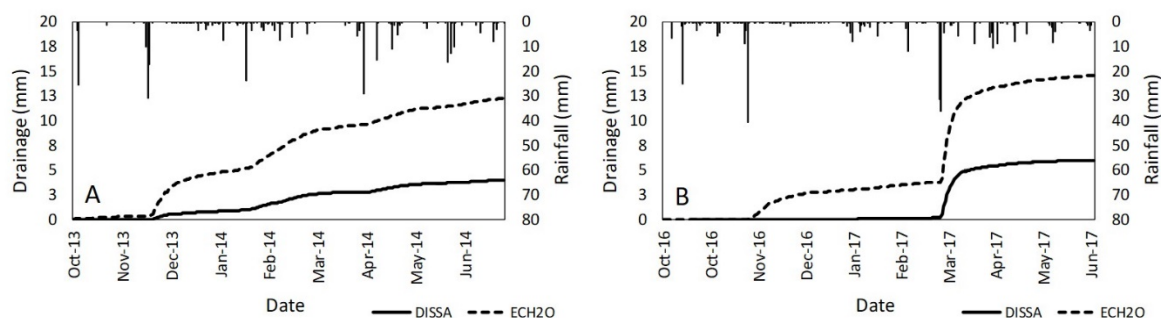 20
18
15
13
10
8
5
3
0
Drainage (mm)
A
0
10
20
30
40
50
60
70
80
Rainfall (mm)
Oct-13
Nov-13
Dec-13
Jan-14
Feb-14
Mar-14
Apr-14
May-14
Jun-14
Date
DISSA ECH2O
20
18
15
13
10
8
5
3
0
Drainage (mm)
B
0
10
20
30
40
50
60
70
80
Rainfall (mm)
Oct-16
Oct-16
Nov-16
Dec-16
Jan-17
Feb-17
Mar-17
Apr-17
May-17
Jun-17
Date
DISSA ECH2O